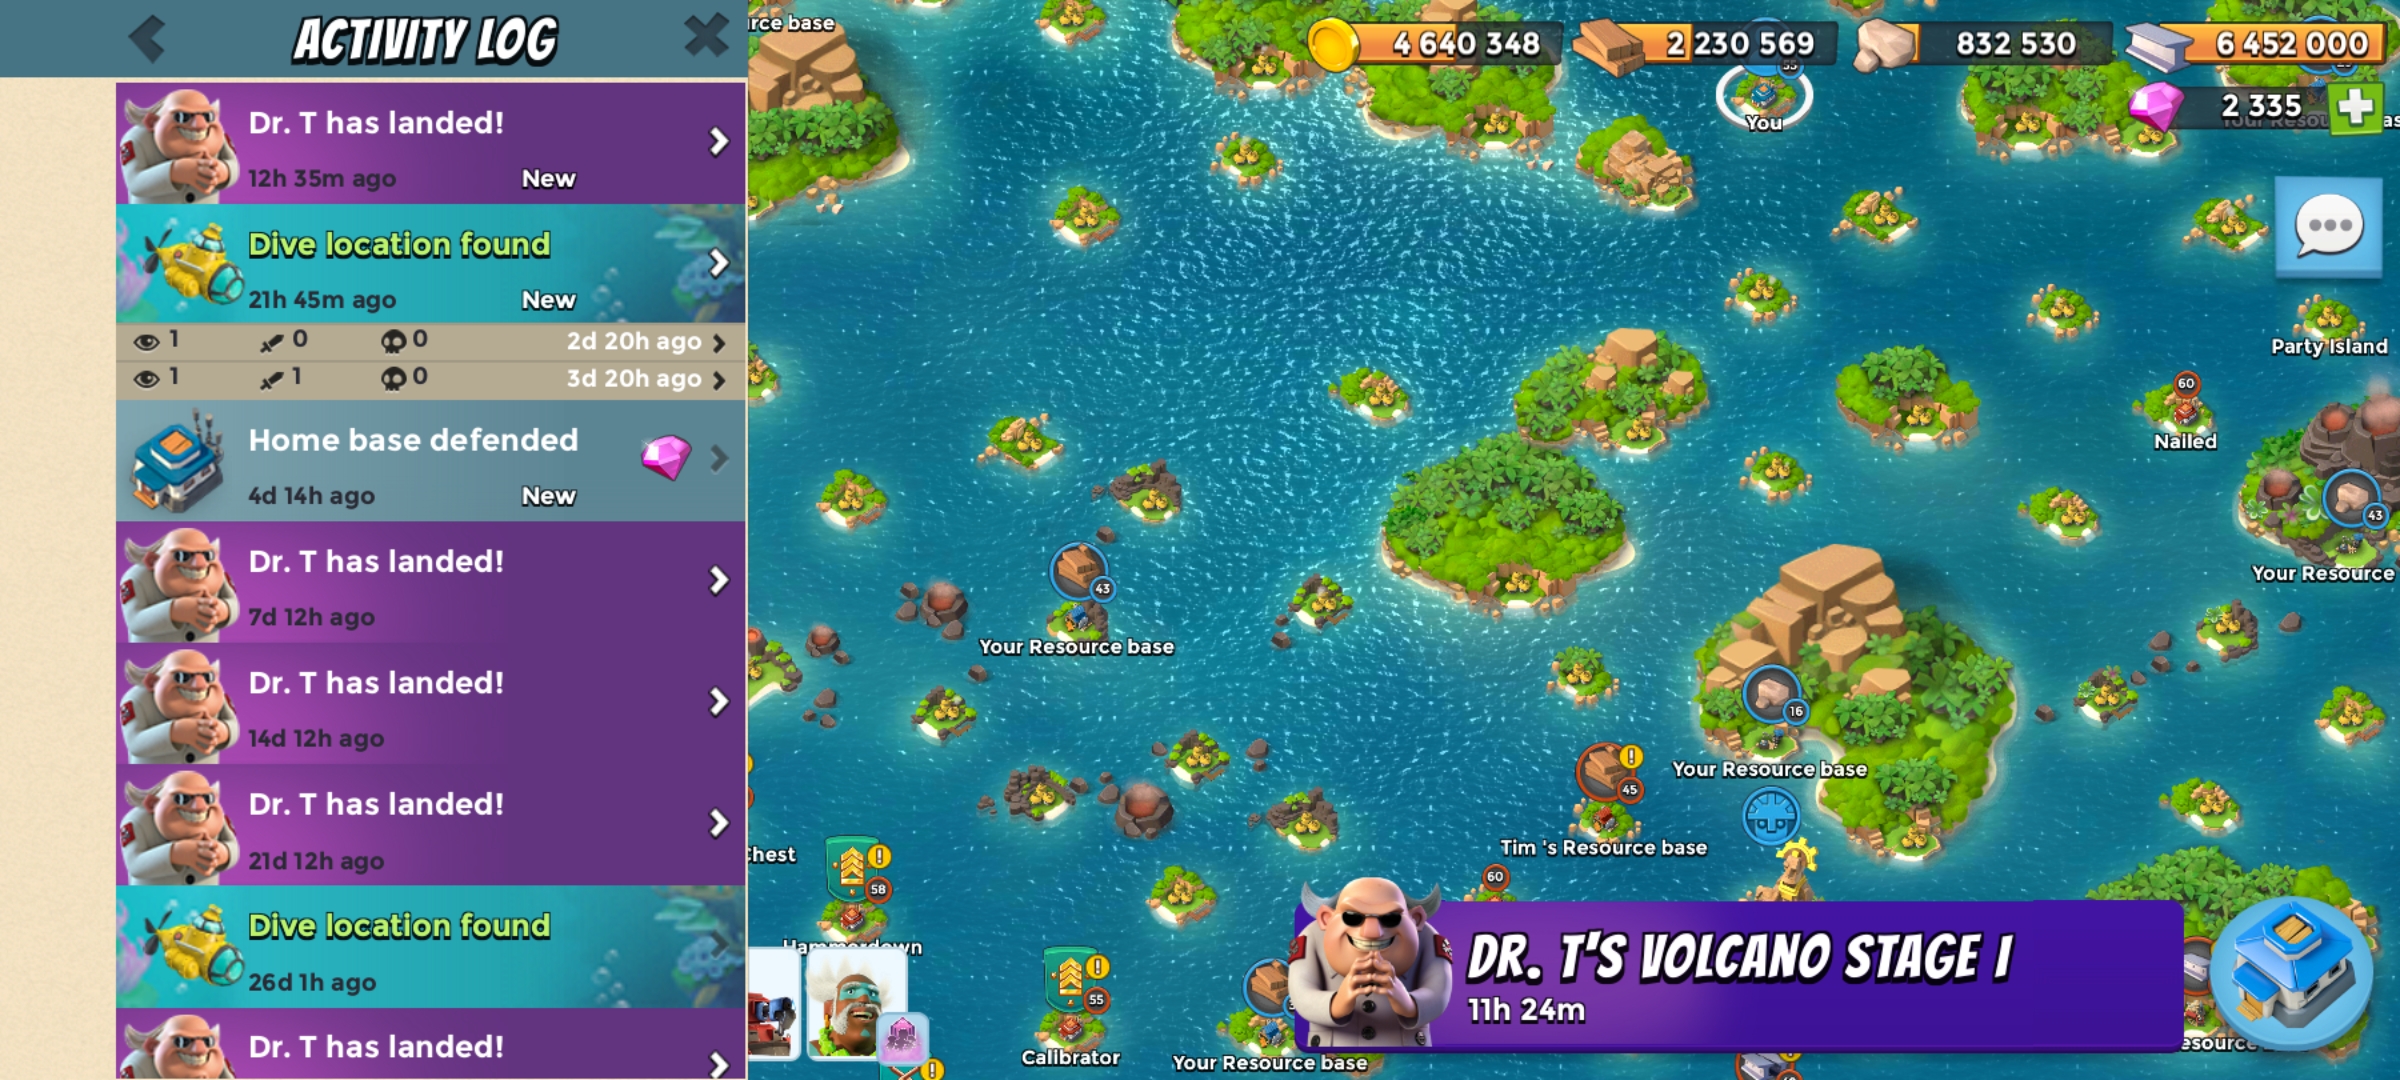 ACTIVITY LOG
Dr. T has landed!
12h 35m ago
New
Dive location found
21h 45m ago
New
1
0
0
2d 20h ago
1
1
0
3d 20h ago
Home base defended
4d 14h ago
New
Dr. T has landed!
7d 12h ago
Dr. T has landed!
14d 12h ago
Dr. T has landed!
21d 12h ago
Dive location found
26d 1h ago
Dr. T has landed!
base
4 640 348
2 230 569
832 530
6 452 000
2 335
You
Party Island
60
Nailed
43
Your Resource
43
Your Resource base
16
Your Resource base
45
Tim 's Resource base
Chest
58
Hammerdown
60
55
Calibrator
Your Resource base
DR. T'S VOLCANO STAGE I
11h 24m